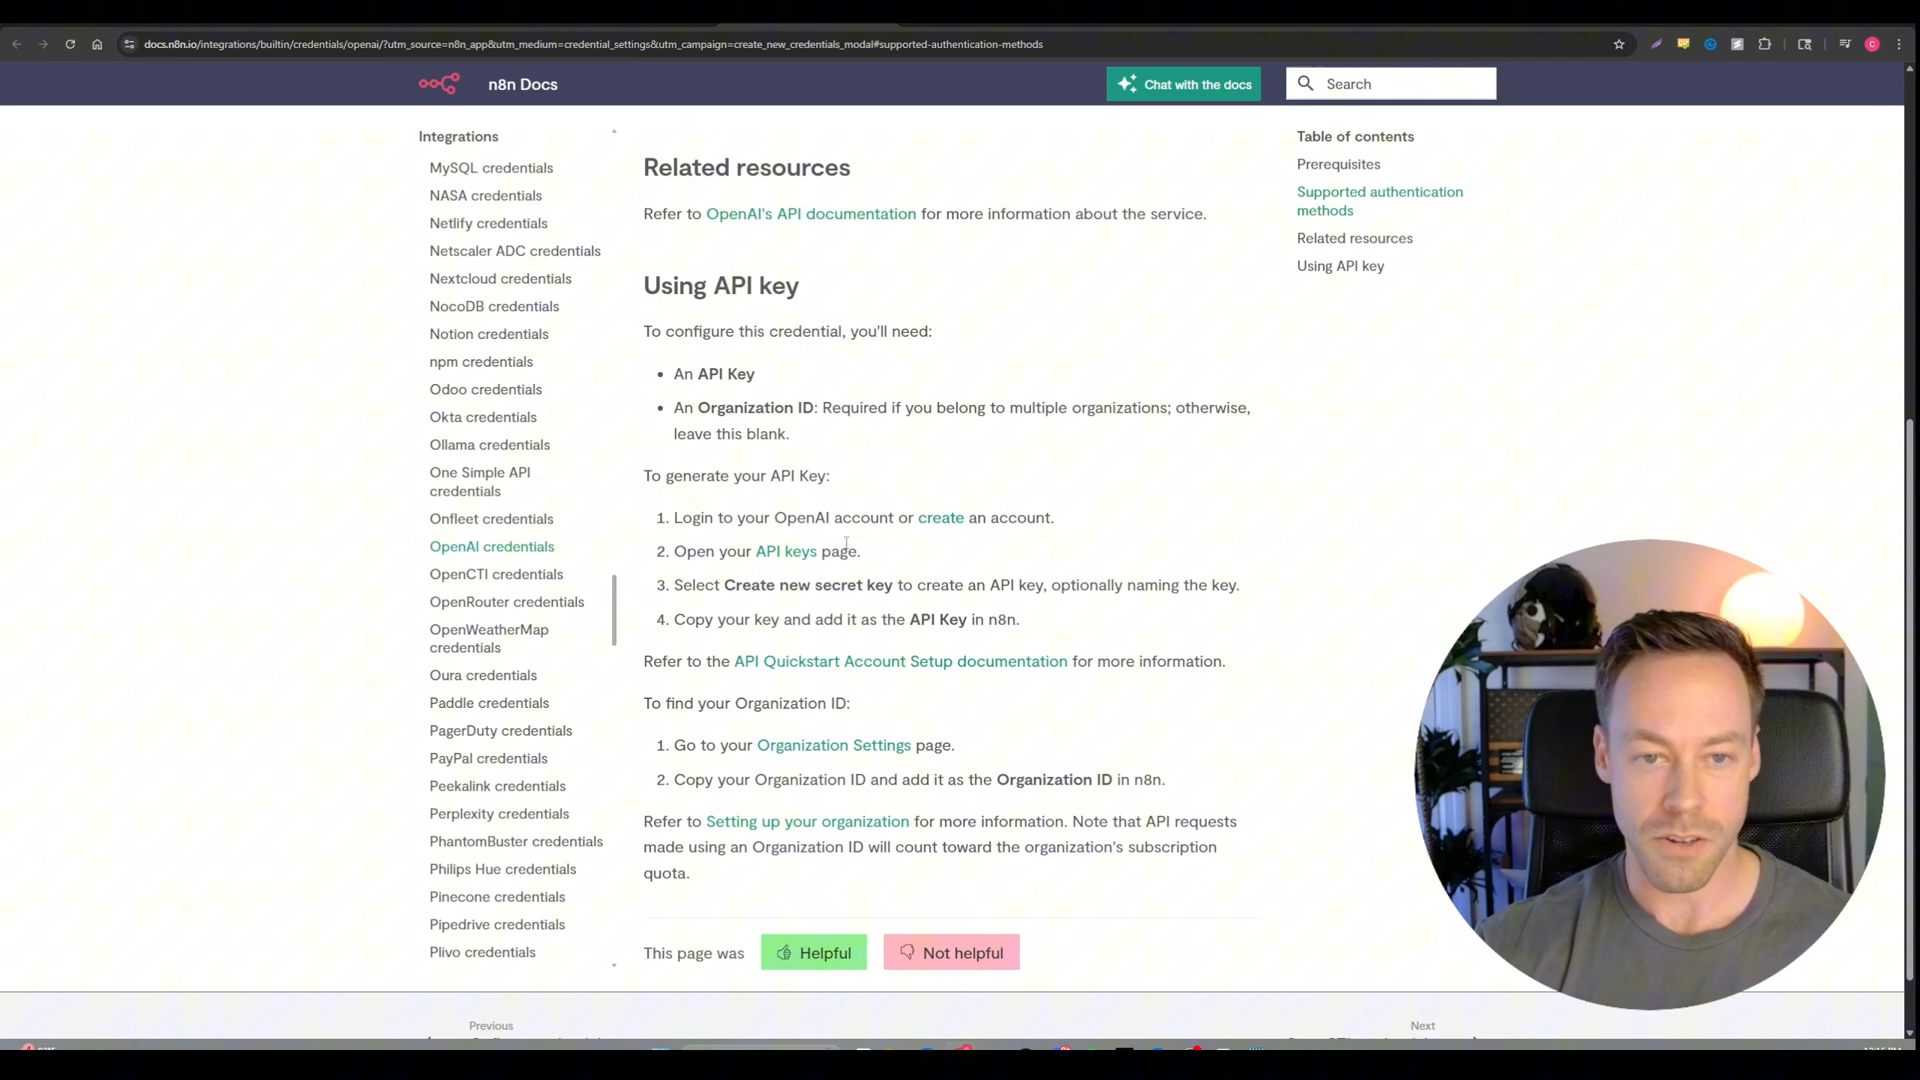 docs.n8n.io/integrations/builtin/credentials/openai/?utm_source=n8n_app&utm_medium=credential_settings&utm_campaign=create_new_credentials_modal#supported-authentication-methods
C
n8n Docs
Chat with the docs
Search
Integrations
MySQL credentials
NASA credentials
Netlify credentials
Netscaler ADC credentials
Nextcloud credentials
NocoDB credentials
Notion credentials
npm credentials
Odoo credentials
Okta credentials
Ollama credentials
One Simple API
credentials
Onfleet credentials
OpenAI credentials
OpenCTI credentials
OpenRouter credentials
OpenWeatherMap
credentials
Oura credentials
Paddle credentials
PagerDuty credentials
PayPal credentials
Peekalink credentials
Perplexity credentials
PhantomBuster credentials
Philips Hue credentials
Pinecone credentials
Pipedrive credentials
Plivo credentials
Related resources
Refer to OpenAI's API documentation for more information about the service.
Using API key
To configure this credential, you'll need:
• An API Key
• An Organization ID: Required if you belong to multiple organizations; otherwise,
leave this blank.
To generate your API Key:
1. Login to your OpenAI account or create an account.
2. Open your API keys page.
3. Select Create new secret key to create an API key, optionally naming the key.
4. Copy your key and add it as the API Key in n8n.
Refer to the API Quickstart Account Setup documentation for more information.
To find your Organization ID:
1. Go to your Organization Settings page.
2. Copy your Organization ID and add it as the Organization ID in n8n.
Refer to Setting up your organization for more information. Note that API requests
made using an Organization ID will count toward the organization's subscription
quota.
This page was
Helpful
Not helpful
Table of contents
Prerequisites
Supported authentication
methods
Related resources
Using API key
Previous
Next